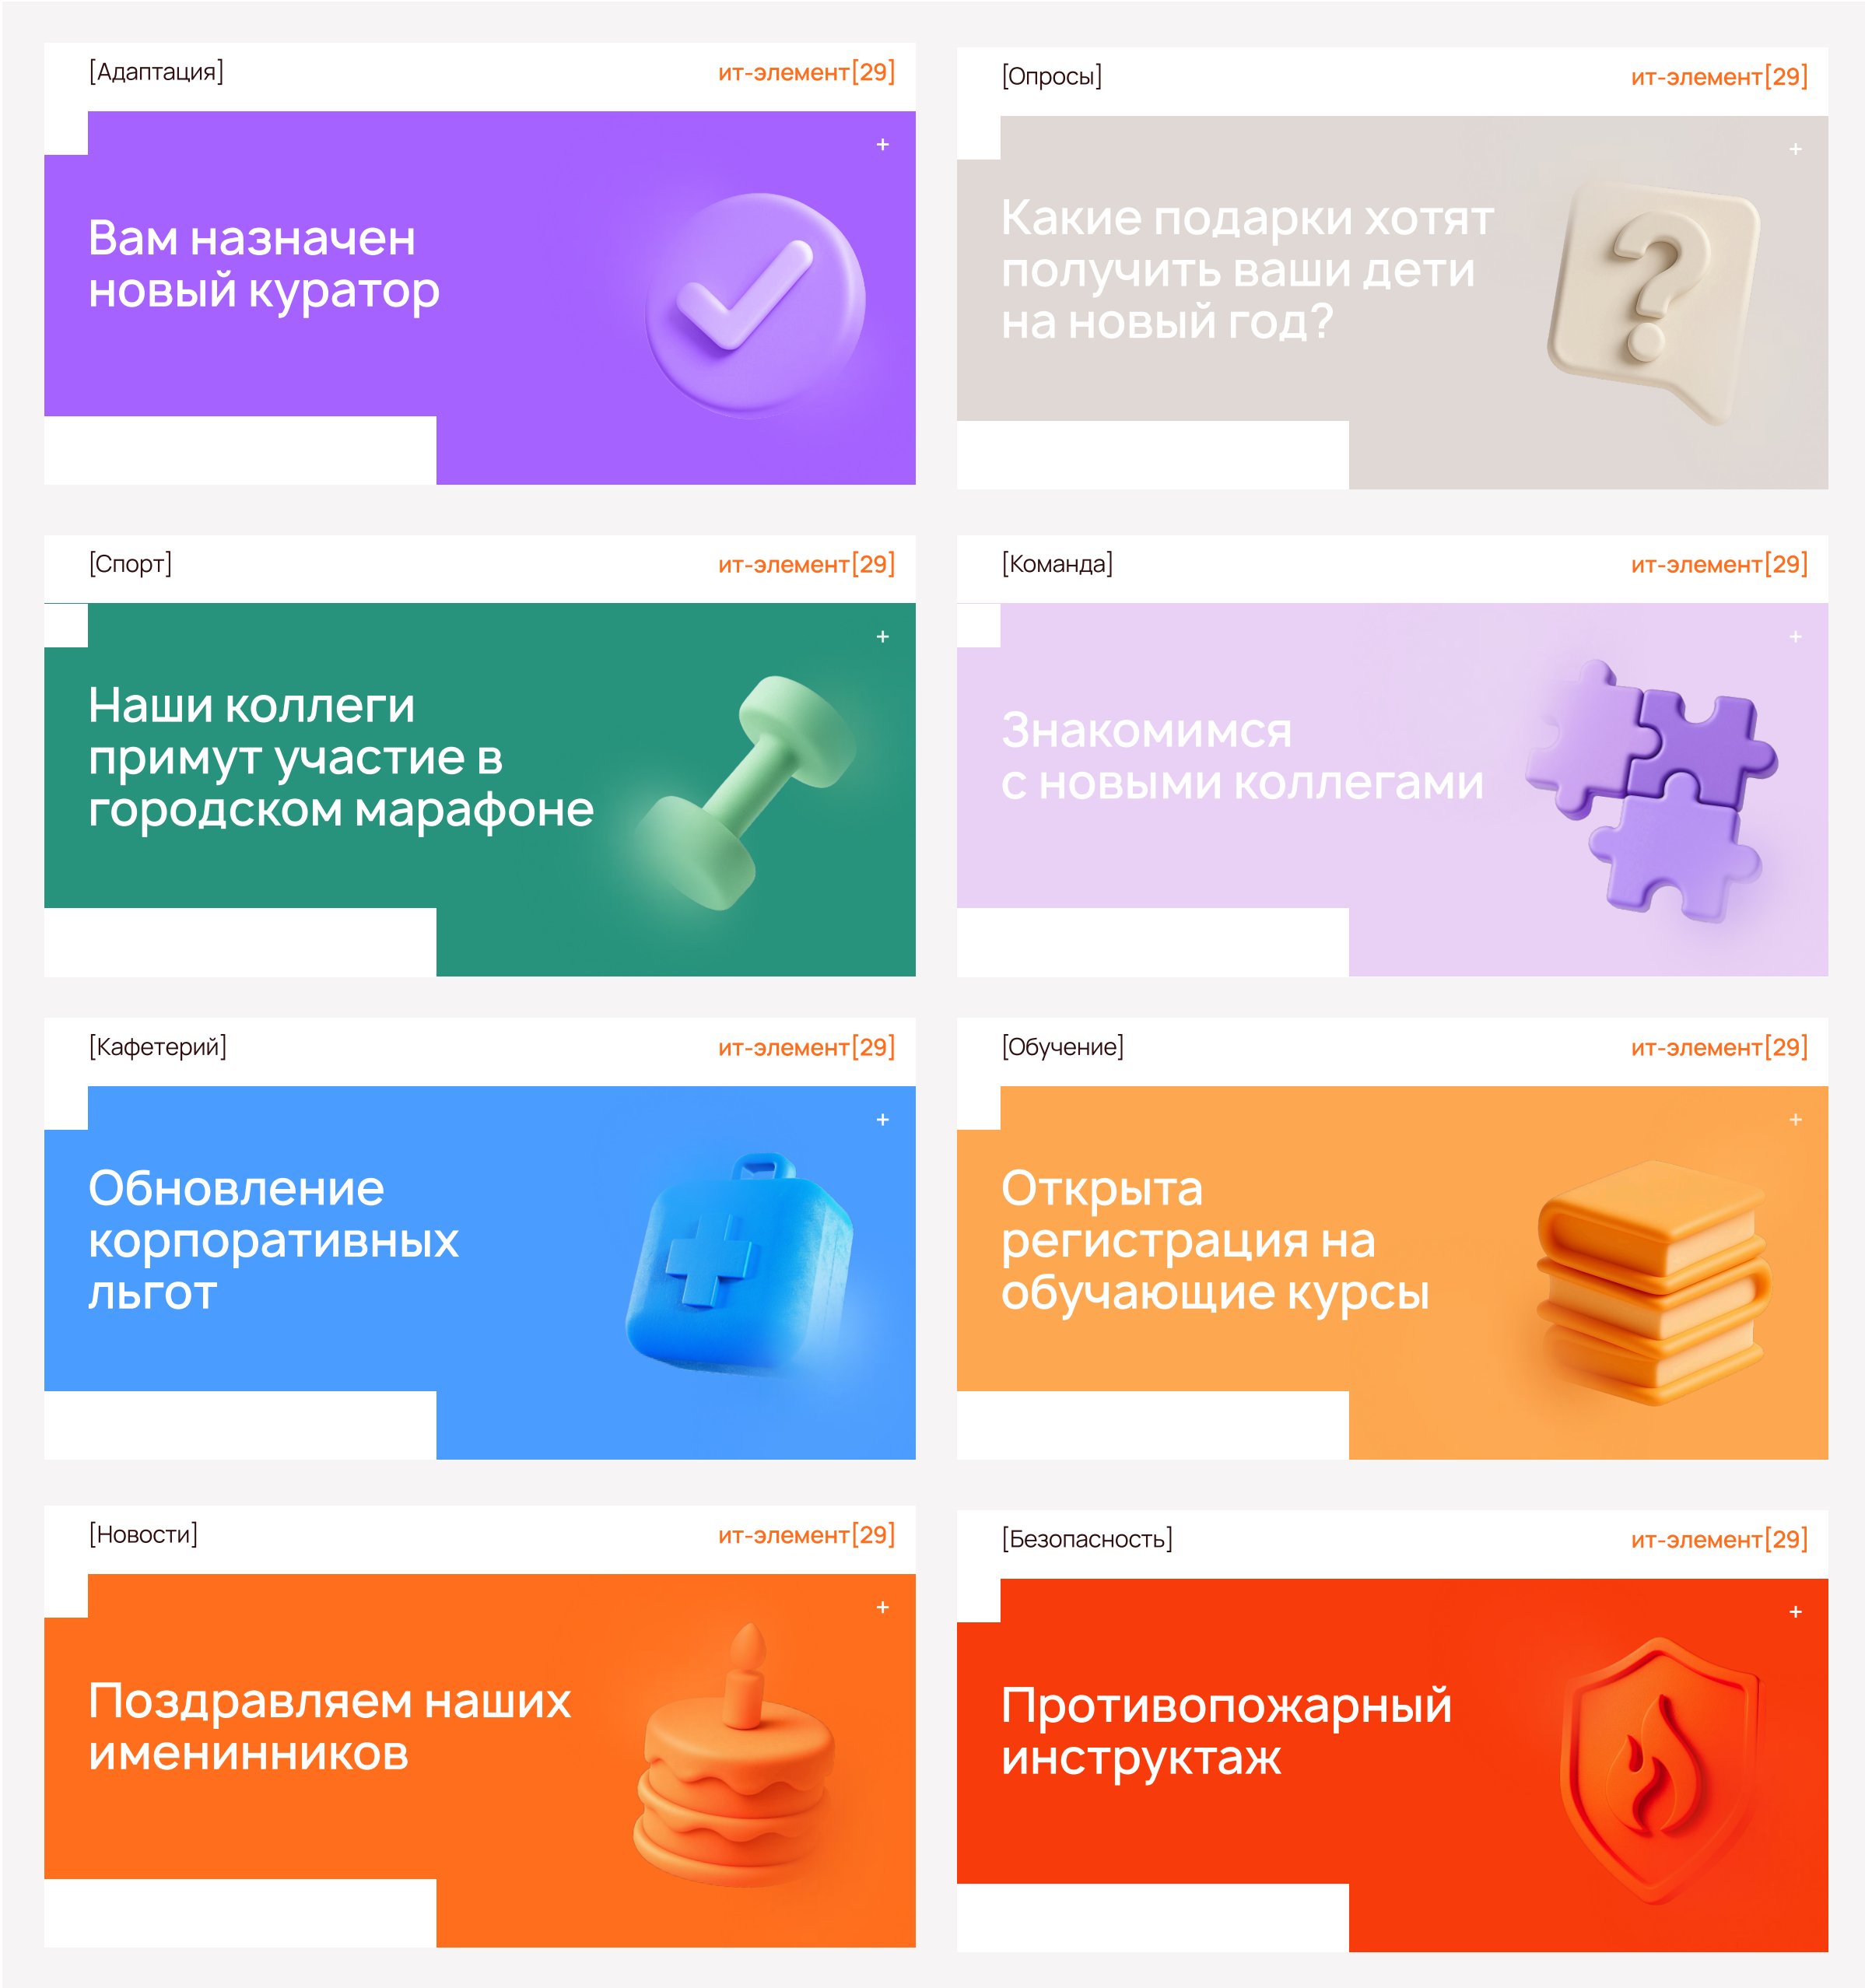 [Адаптация]
ит-элемент[29]
+
Вам назначен
новый куратор
[Опросы]
ит-элемент[29]
+
Какие подарки хотят
получить ваши дети
на новый год?
?
[Спорт]
ит-элемент[29]
+
Наши коллеги
примут участие в
городском марафоне
[Команда]
ит-элемент[29]
+
Знакомимся
с новыми коллегами
[Кафетерий]
ит-элемент[29]
+
Обновление
корпоративных
льгот
[Обучение]
ит-элемент[29]
+
Открыта
регистрация на
обучающие курсы
[Новости]
ит-элемент[29]
+
Поздравляем наших
именинников
[Безопасность]
ит-элемент[29]
+
Противопожарный
инструктаж